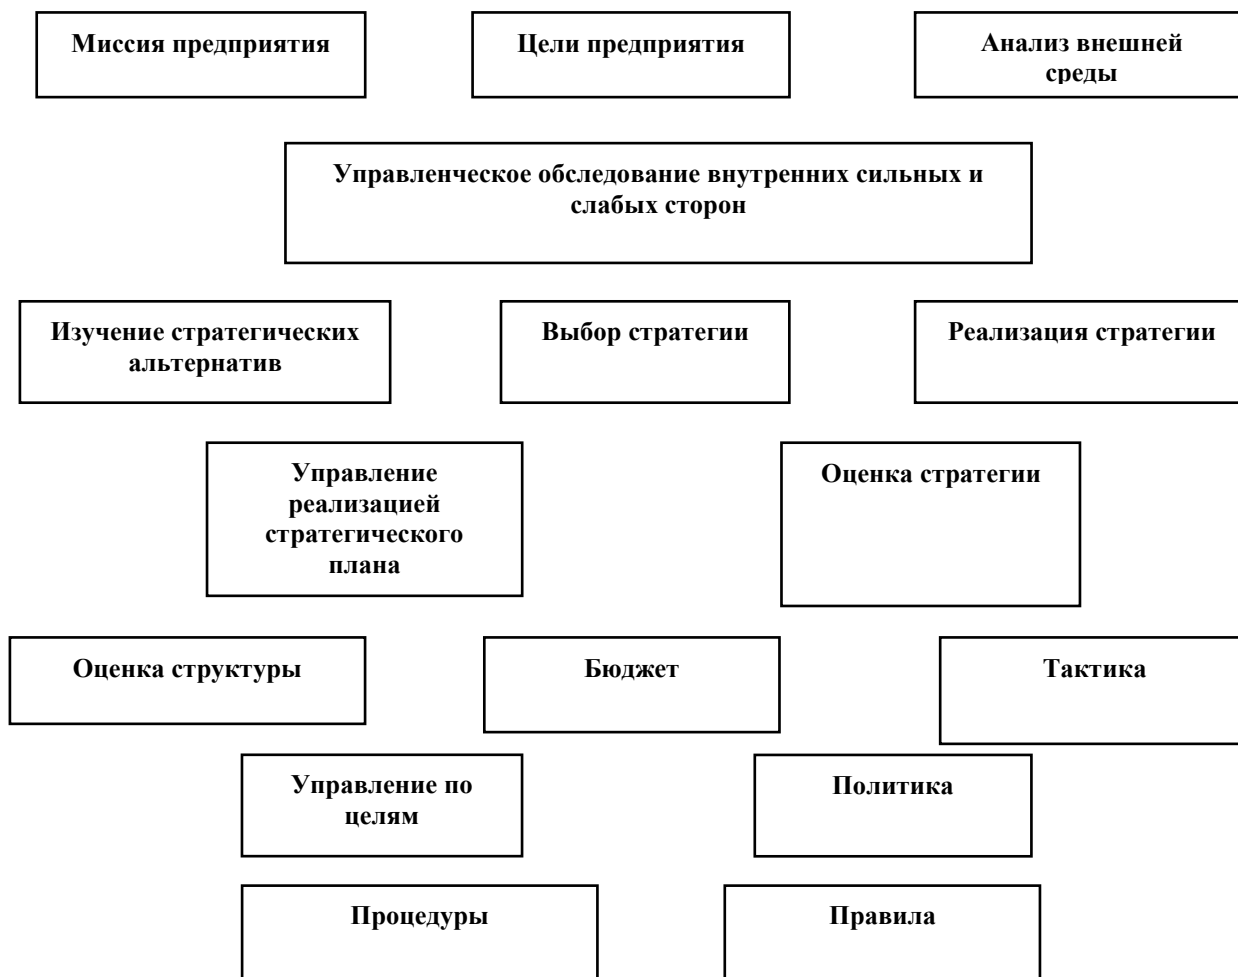 Миссия предприятия
Цели предприятия
Анализ внешней
среды
Управленческое обследование внутренних сильных и
слабых сторон
Изучение стратегических
альтернатив
Выбор стратегии
Реализация стратегии
Управление
реализацией
стратегического
плана
Оценка стратегии
Оценка структуры
Бюджет
Тактика
Управление по
целям
Политика
Процедуры
Правила